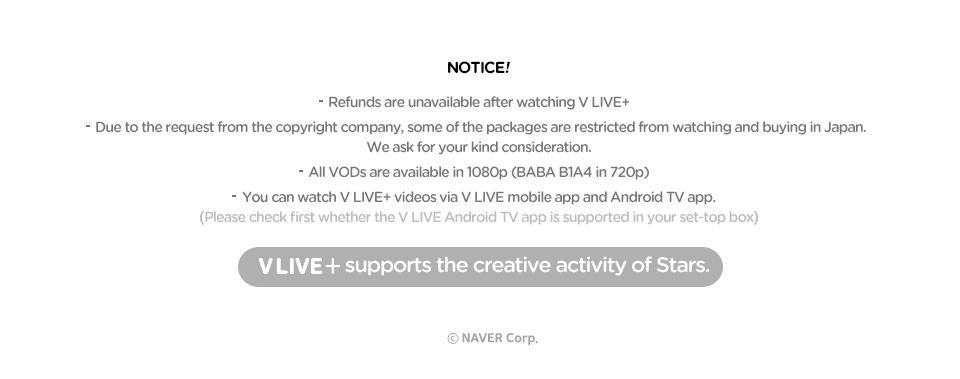 NOTICE!
- Refunds are unavailable after watching V LIVE+
- Due to the request from the copyright company, some of the packages are restricted from watching and buying in Japan.
We ask for your kind consideration.
- All VODs are available in 1080p (BABA B1A4 in 720p)
- You can watch V LIVE+ videos via V LIVE mobile app and Android TV app.
(Please check first whether the V LIVE Android TV app is supported in your set-top box)
V LIVE+ supports the creative activity of Stars.
ⓒ NAVER Corp.